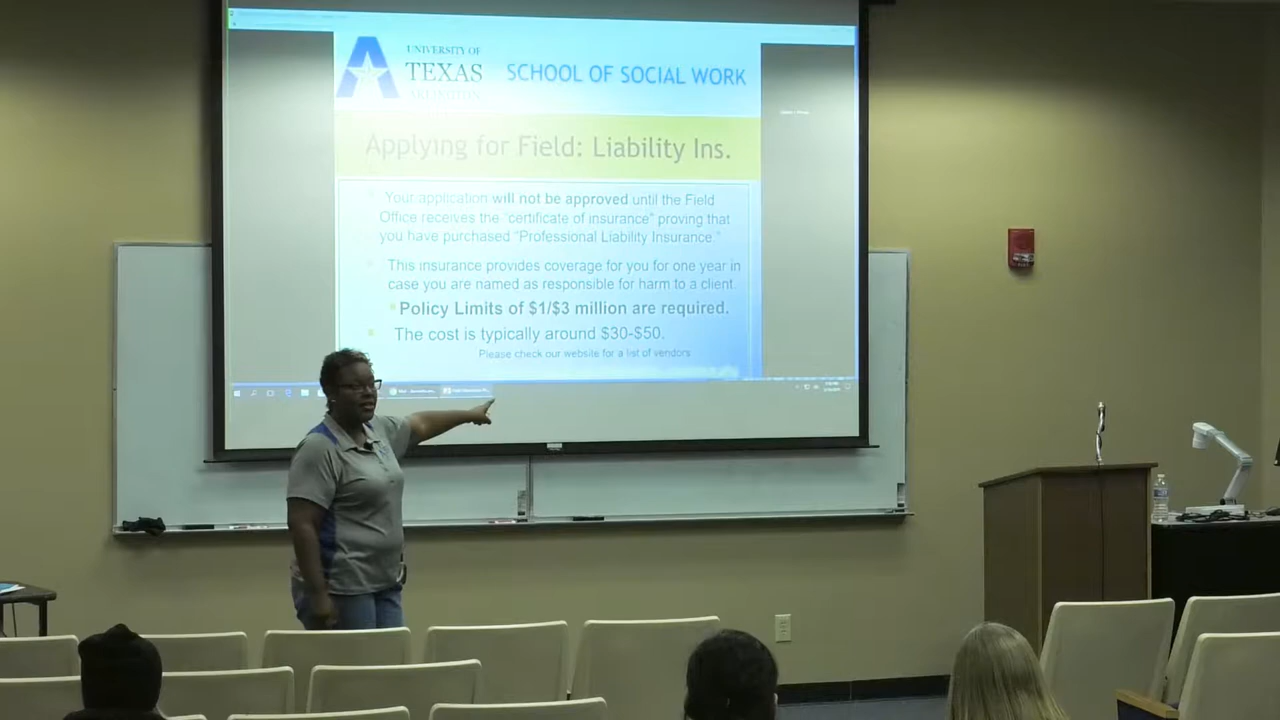 UNIVERSITY OF
TEXAS
ARLINGTON
SCHOOL OF SOCIAL WORK
Applying for Field: Liability Ins.
Your application will not be approved until the Field
Office receives the "certificate of insurance" proving that
you have purchased "Professional Liability Insurance."
This insurance provides coverage for you for one year in
case you are named as responsible for harm to a client.
Policy Limits of $1/$3 million are required.
The cost is typically around $30-$50.
Please check our website for a list of vendors